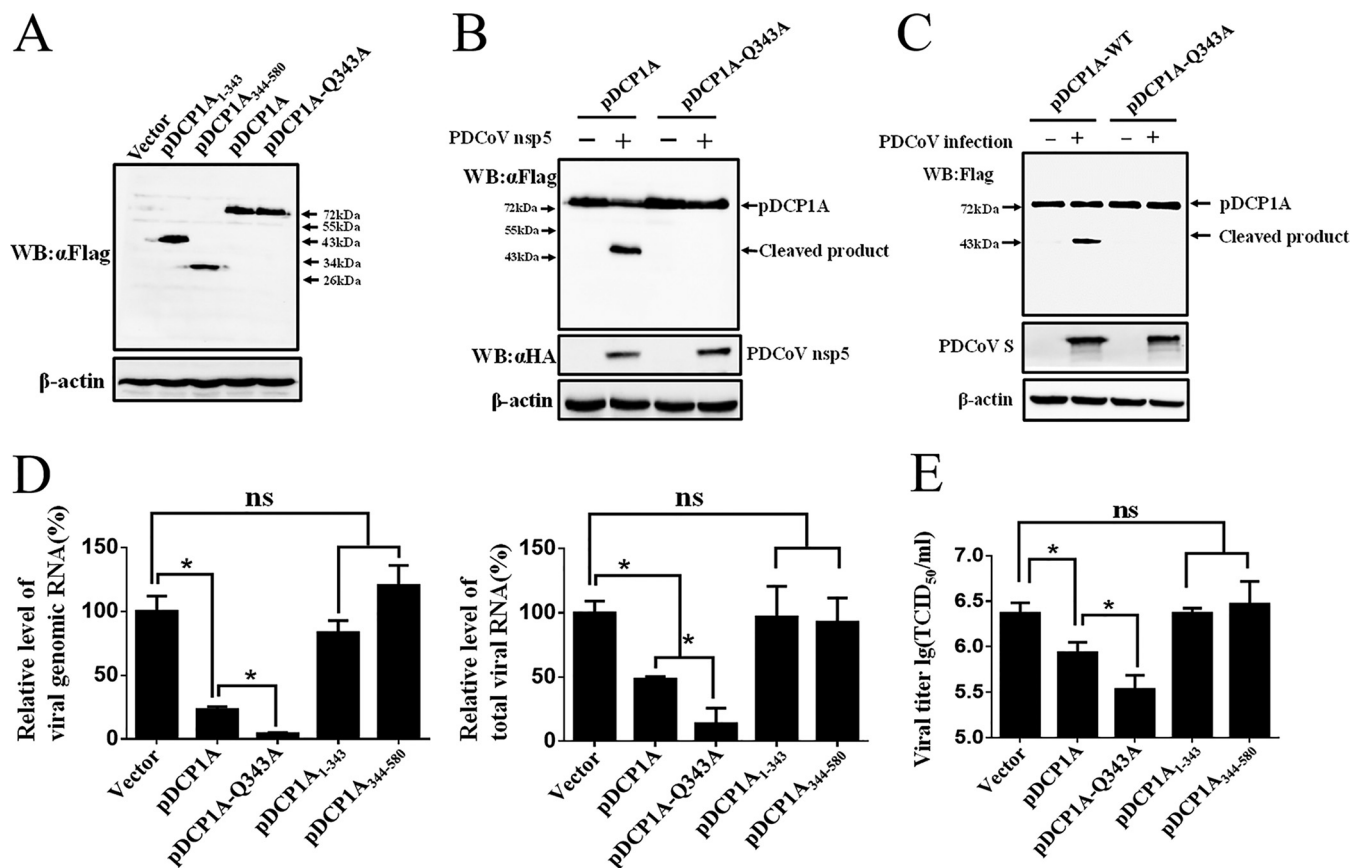 A
Vector
pDCP1A1-343
pDCP1A344-580
pDCP1A
pDCP1A-Q343A
WB:αFlag
72kDa
55kDa
43kDa
34kDa
26kDa
β-actin
B
pDCP1A
pDCP1A-Q343A
PDCoV nsp5
− + − +
WB:αFlag
72kDa
55kDa
43kDa
pDCP1A
Cleaved product
WB:αHA
PDCoV nsp5
β-actin
C
pDCP1A-WT
pDCP1A-Q343A
PDCoV infection
− + − +
WB:Flag
72kDa
43kDa
pDCP1A
Cleaved product
PDCoV S
β-actin
D
Relative level of
viral genomic RNA(%)
150
100
50
0
ns
*
*
Vector
pDCP1A
pDCP1A-Q343A
pDCP1A1-343
pDCP1A344-580
Relative level of
total viral RNA(%)
150
100
50
0
ns
*
*
Vector
pDCP1A
pDCP1A-Q343A
pDCP1A1-343
pDCP1A344-580
E
Viral titer lg(TCID50/ml)
7.0
6.5
6.0
5.5
5.0
ns
*
*
Vector
pDCP1A
pDCP1A-Q343A
pDCP1A1-343
pDCP1A344-580